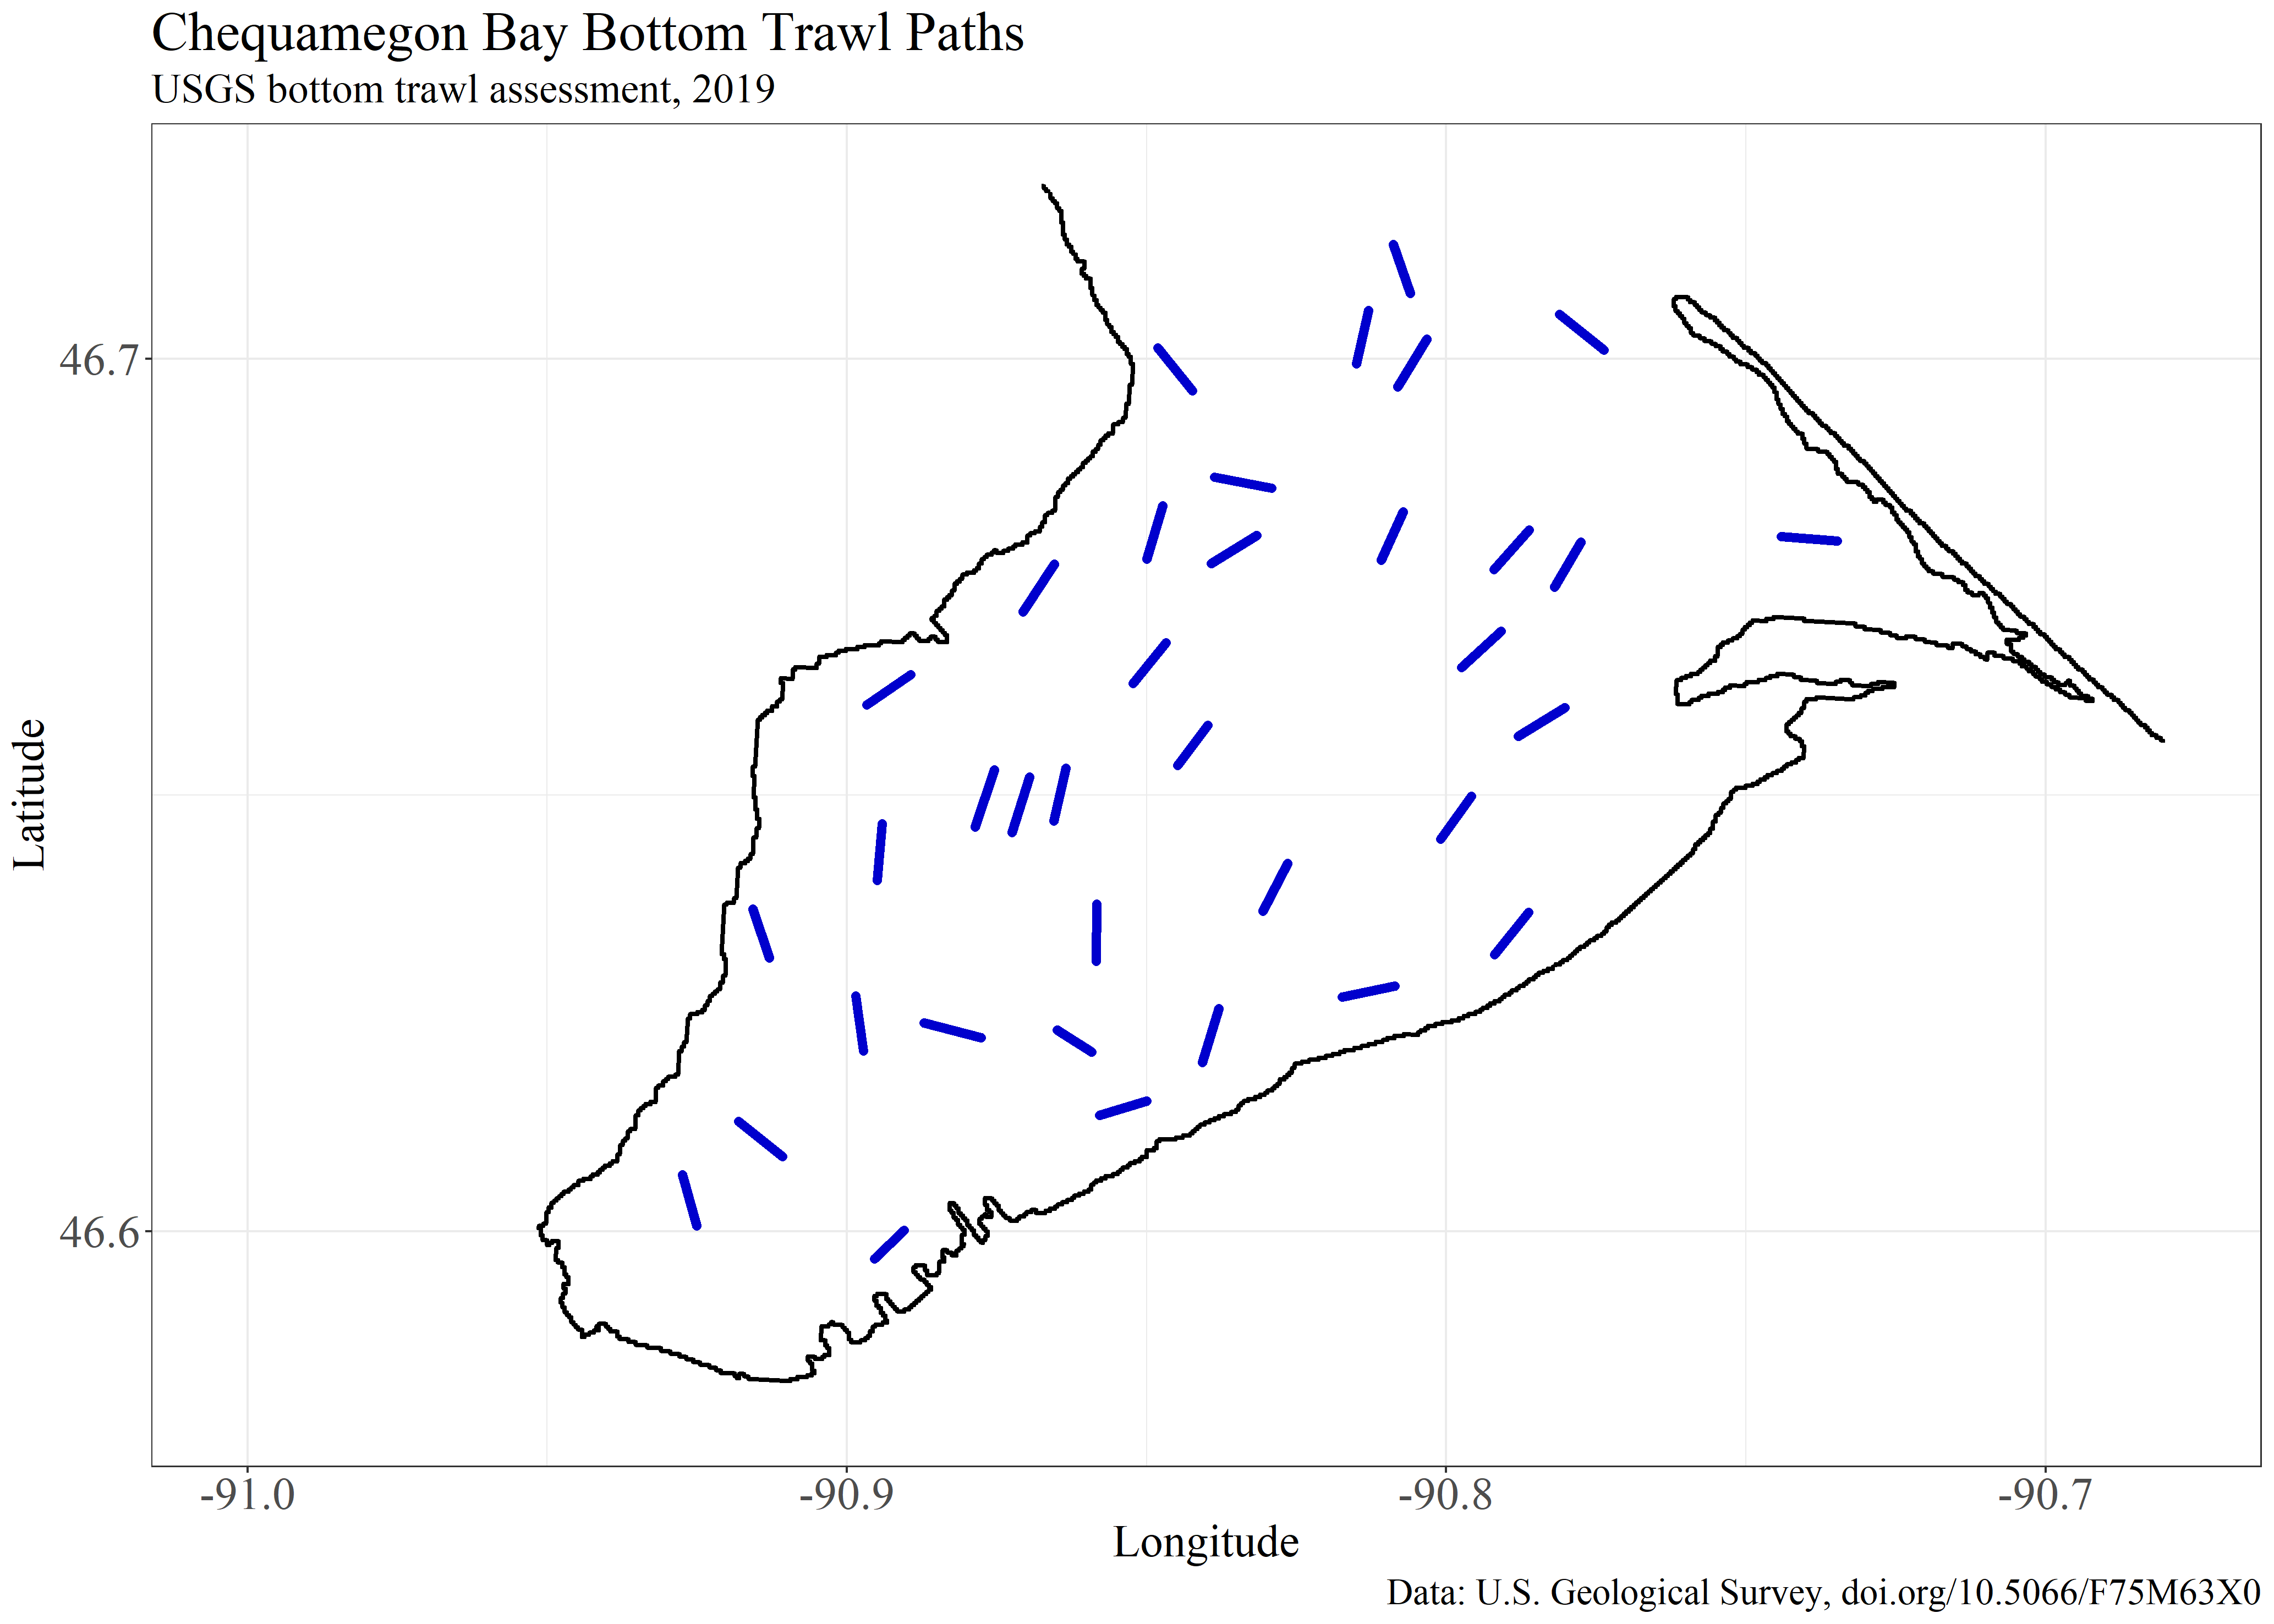 Chequamegon Bay Bottom Trawl Paths
USGS bottom trawl assessment, 2019
46.7
46.6
Latitude
-91.0 -90.9 -90.8 -90.7
Longitude
Data: U.S. Geological Survey, doi.org/10.5066/F75M63X0